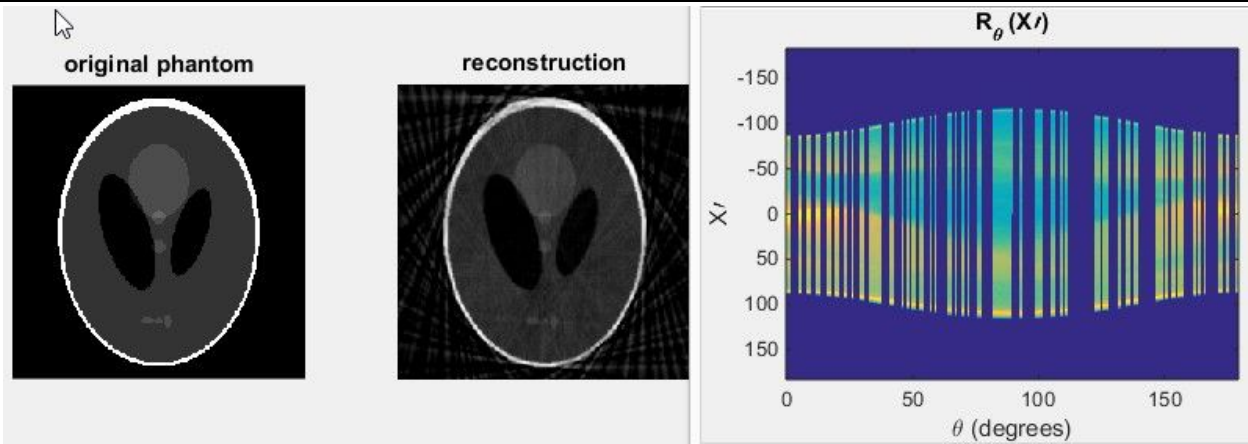 original phantom
reconstruction
R_θ(X′)
-150
-100
-50
0
50
100
150
X′
0
50
100
150
θ (degrees)